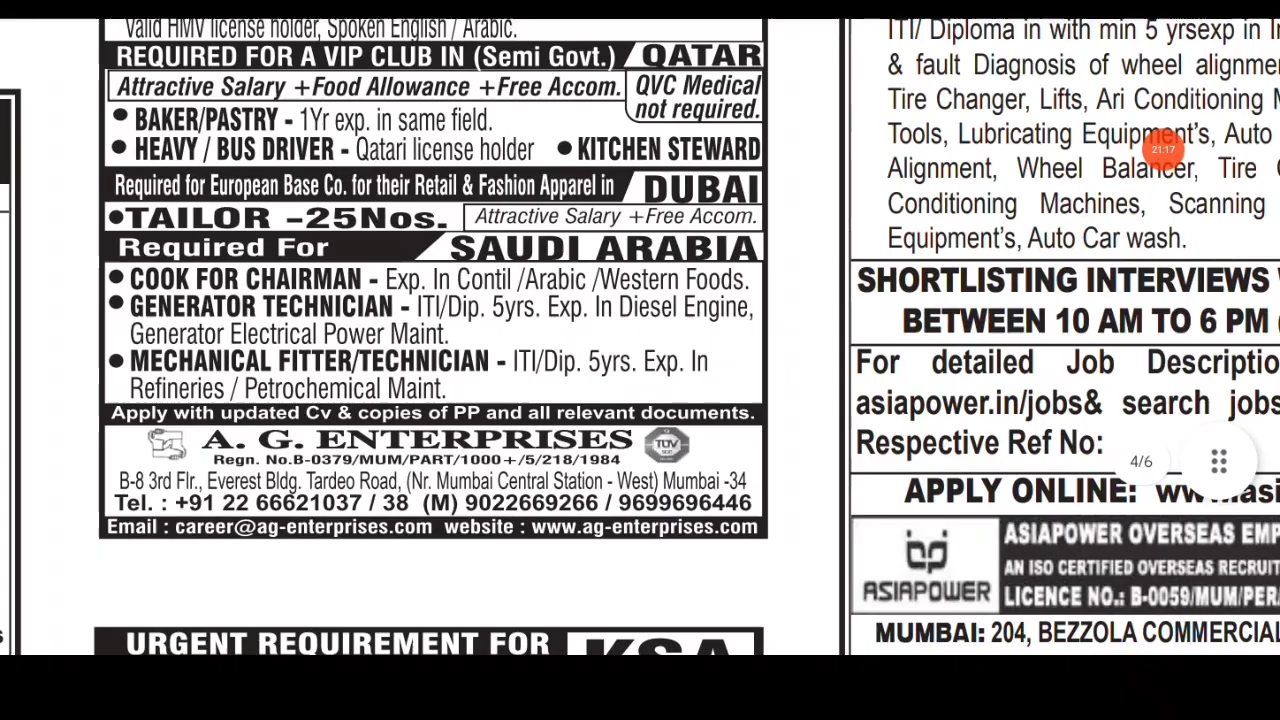 Valid HMV license holder, Spoken English / Arabic.
REQUIRED FOR A VIP CLUB IN (Semi Govt.) QATAR
Attractive Salary +Food Allowance +Free Accom.
QVC Medical
not required.
● BAKER/PASTRY - 1Yr exp. in same field.
● HEAVY / BUS DRIVER - Qatari license holder ● KITCHEN STEWARD
Required for European Base Co. for their Retail & Fashion Apparel in DUBAI
●TAILOR -25Nos. Attractive Salary +Free Accom.
Required For SAUDI ARABIA
● COOK FOR CHAIRMAN - Exp. In Contil /Arabic /Western Foods.
● GENERATOR TECHNICIAN - ITI/Dip. 5yrs. Exp. In Diesel Engine,
Generator Electrical Power Maint.
● MECHANICAL FITTER/TECHNICIAN - ITI/Dip. 5yrs. Exp. In
Refineries / Petrochemical Maint.
Apply with updated Cv & copies of PP and all relevant documents.
A. G. ENTERPRISES
TUV
Regn. No.B-0379/MUM/PART/1000+/5/218/1984
B-8 3rd Flr., Everest Bldg. Tardeo Road, (Nr. Mumbai Central Station - West) Mumbai -34
Tel. : +91 22 66621037 / 38 (M) 9022669266 / 9699696446
Email : career@ag-enterprises.com website : www.ag-enterprises.com
URGENT REQUIREMENT FOR KSA
ITI/ Diploma in with min 5 yrsexp in
& fault Diagnosis of wheel
Tire Changer, Lifts, Ari Conditioning
Tools, Lubricating Equipment's, Auto
21:17
Alignment, Wheel Balancer, Tire
Conditioning Machines, Scanning
Equipment's, Auto Car wash.
SHORTLISTING INTERVIEWS
BETWEEN 10 AM TO 6 PM
For detailed Job
asiapower.in/jobs& search
Respective Ref No:
4/6
APPLY ONLINE:
ASIAPOWER
ASIAPOWER OVERSEAS
AN ISO CERTIFIED OVERSEAS
LICENCE NO.: B-0059/MUM/
MUMBAI: 204, BEZZOLA